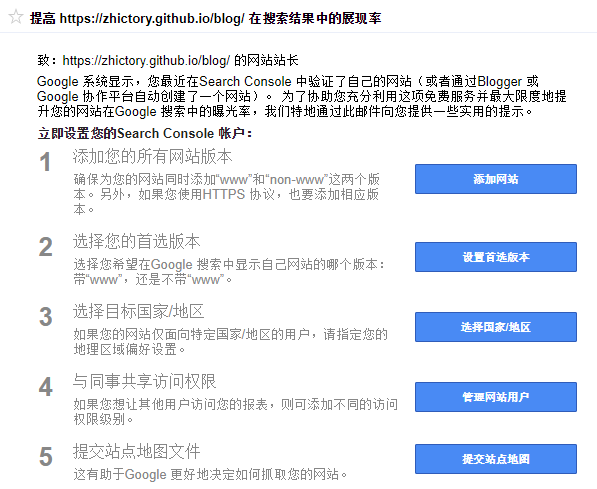 提高 https://zhictory.github.io/blog/ 在搜索结果中的展现率
致：https://zhictory.github.io/blog/ 的网站站长
Google 系统显示，您最近在Search Console 中验证了自己的网站（或者通过Blogger 或
Google 协作平台自动创建了一个网站）。 为了协助您充分利用这项免费服务并最大限度地提
升您的网站在Google 搜索中的曝光率，我们特地通过此邮件向您提供一些实用的提示。
立即设置您的Search Console 帐户：
1 添加您的所有网站版本
确保为您的网站同时添加“www”和“non-www”这两个版
本。另外，如果您使用HTTPS 协议，也要添加相应版
本。
添加网站
2 选择您的首选版本
选择您希望在Google 搜索中显示自己网站的哪个版本：
带“www”，还是不带“www”。
设置首选版本
3 选择目标国家/地区
如果您的网站仅面向特定国家/地区的用户，请指定您的
地理区域偏好设置。
选择国家/地区
4 与同事共享访问权限
如果您想让其他用户访问您的报表，则可添加不同的访问
权限级别。
管理网站用户
5 提交站点地图文件
这有助于Google 更好地决定如何抓取您的网站。
提交站点地图